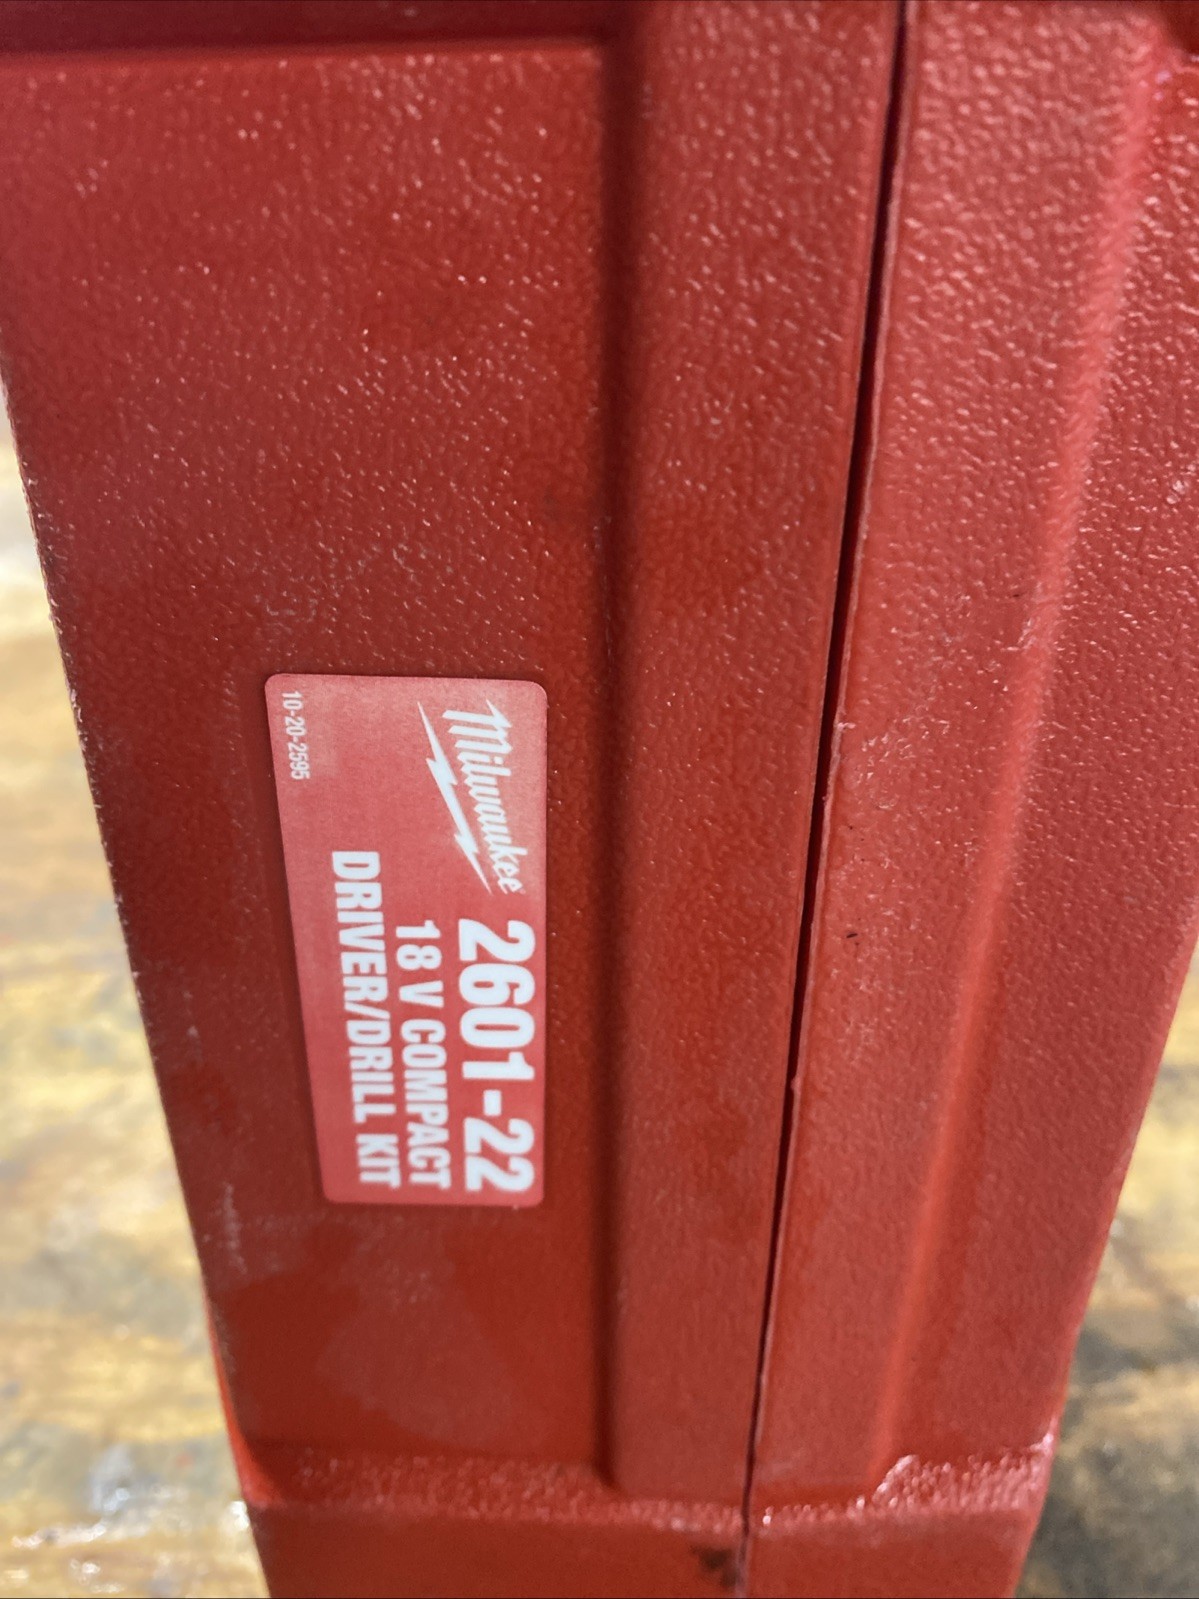 Milwaukee 2601-22
18 V COMPACT
DRIVER/DRILL KIT
10-20-2595